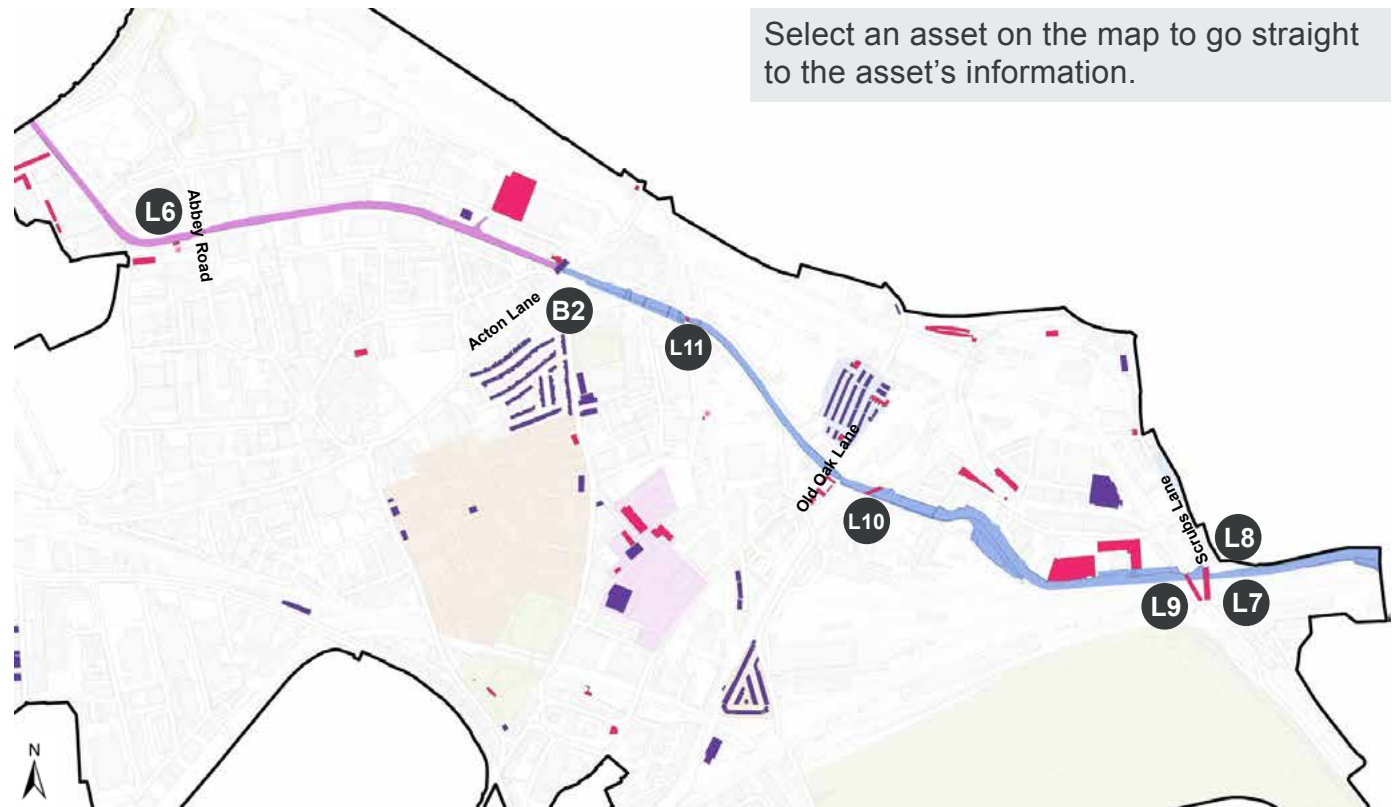 Select an asset on the map to go straight
to the asset's information.
L6
Abbey Road
Acton Lane
B2
L11
Old Oak Lane
L10
Scrubs Lane
L8
L9
L7
N